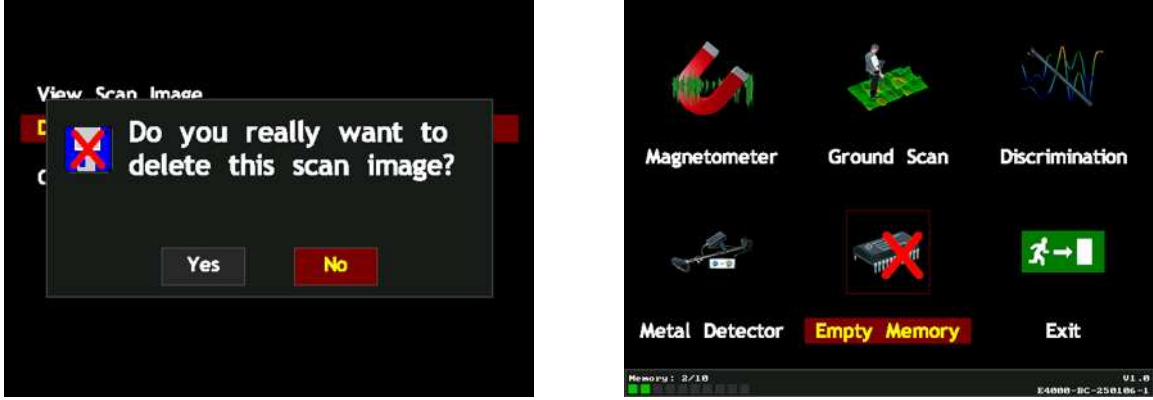 View Scan Image
D
Do you really want to
delete this scan image?
C
Yes No
Magnetometer Ground Scan Discrimination
Metal Detector Empty Memory Exit
Memory: 2/10 V1.0
E4000-BC-250106-1